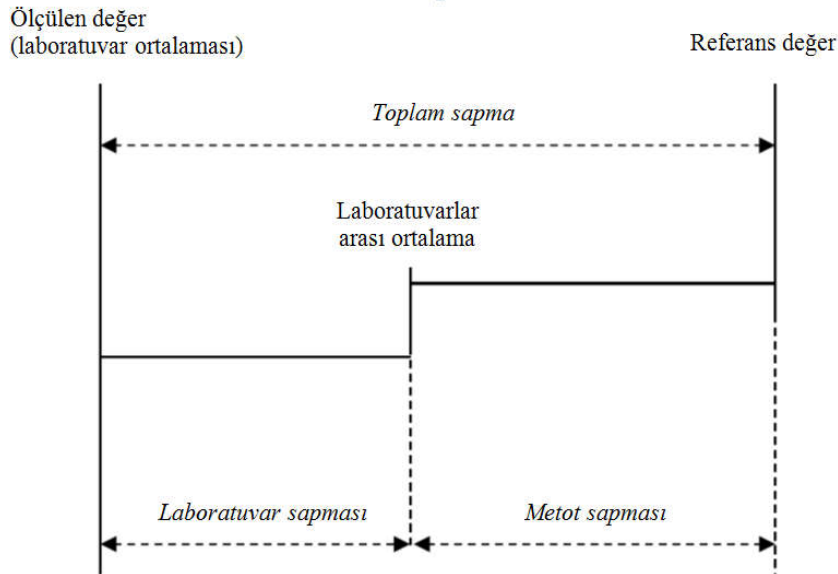 Ölçülen değer
(laboratuvar ortalaması)
Referans değer
Toplam sapma
Laboratuvarlar
arası ortalama
Laboratuvar sapması
Metot sapması